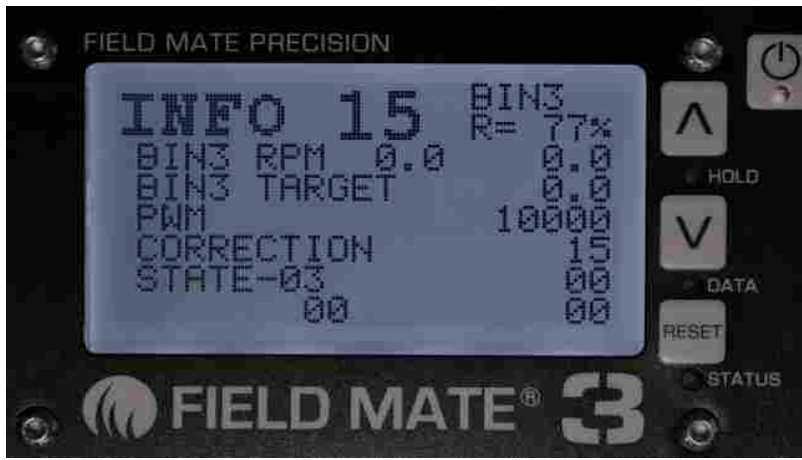 FIELD MATE PRECISION
INFO 15
BIN3
R= 77%
BIN3 RPM 0.0 0.0
BIN3 TARGET 0.0
PWM 10000
CORRECTION 15
STATE-03 00
00 00
HOLD
DATA
RESET
STATUS
FIELD MATE® 3